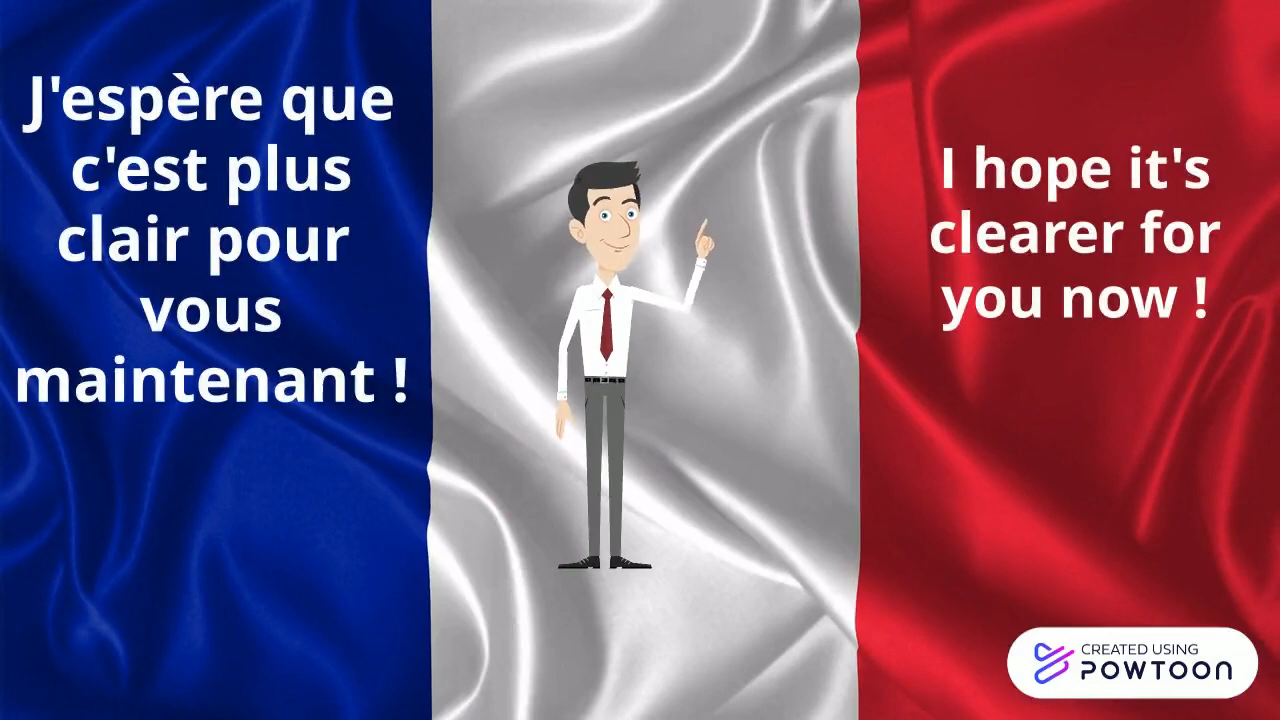 J'espère que
c'est plus
clair pour
vous
maintenant !
I hope it's
clearer for
you now !
CREATED USING
POWTOON